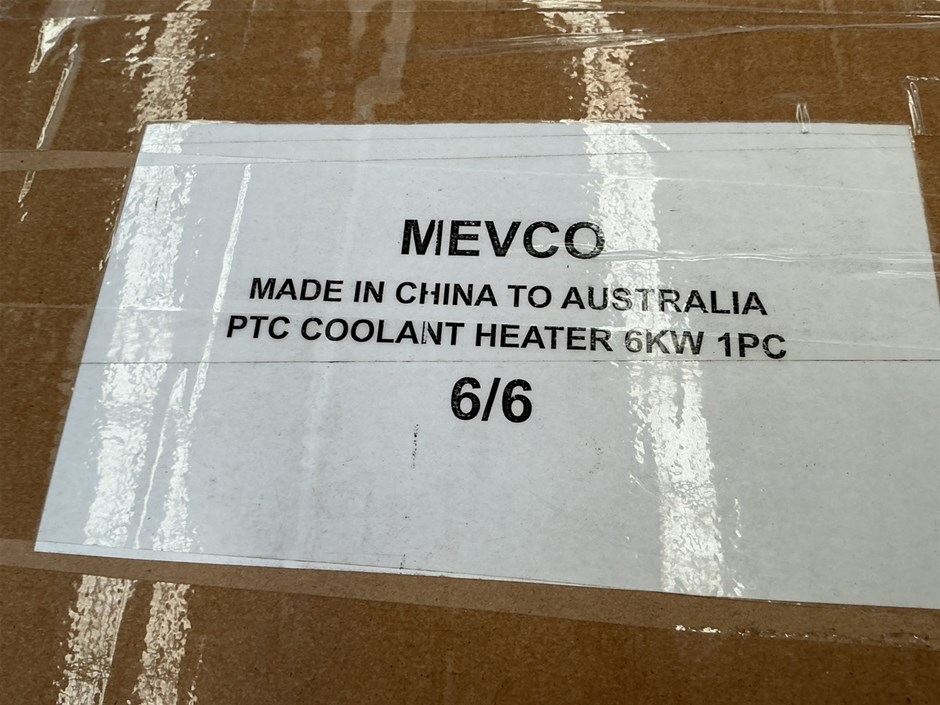 MEVCO
MADE IN CHINA TO AUSTRALIA
PTC COOLANT HEATER 6KW 1PC
6/6